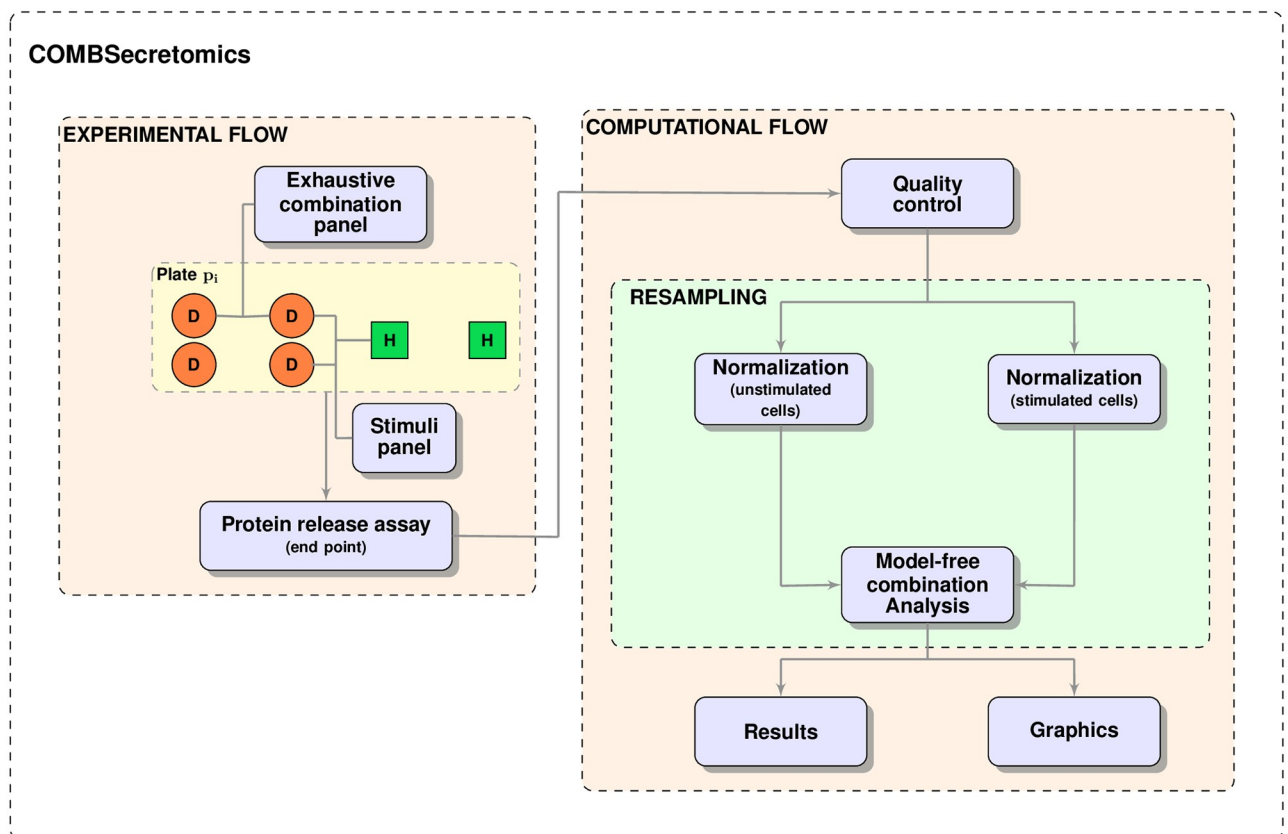 COMBSecretomics
EXPERIMENTAL FLOW
Exhaustive
combination
panel
Plate pᵢ
D D
H H
D D
Stimuli
panel
Protein release assay
(end point)
COMPUTATIONAL FLOW
Quality
control
RESAMPLING
Normalization
(unstimulated
cells)
Normalization
(stimulated cells)
Model-free
combination
Analysis
Results
Graphics